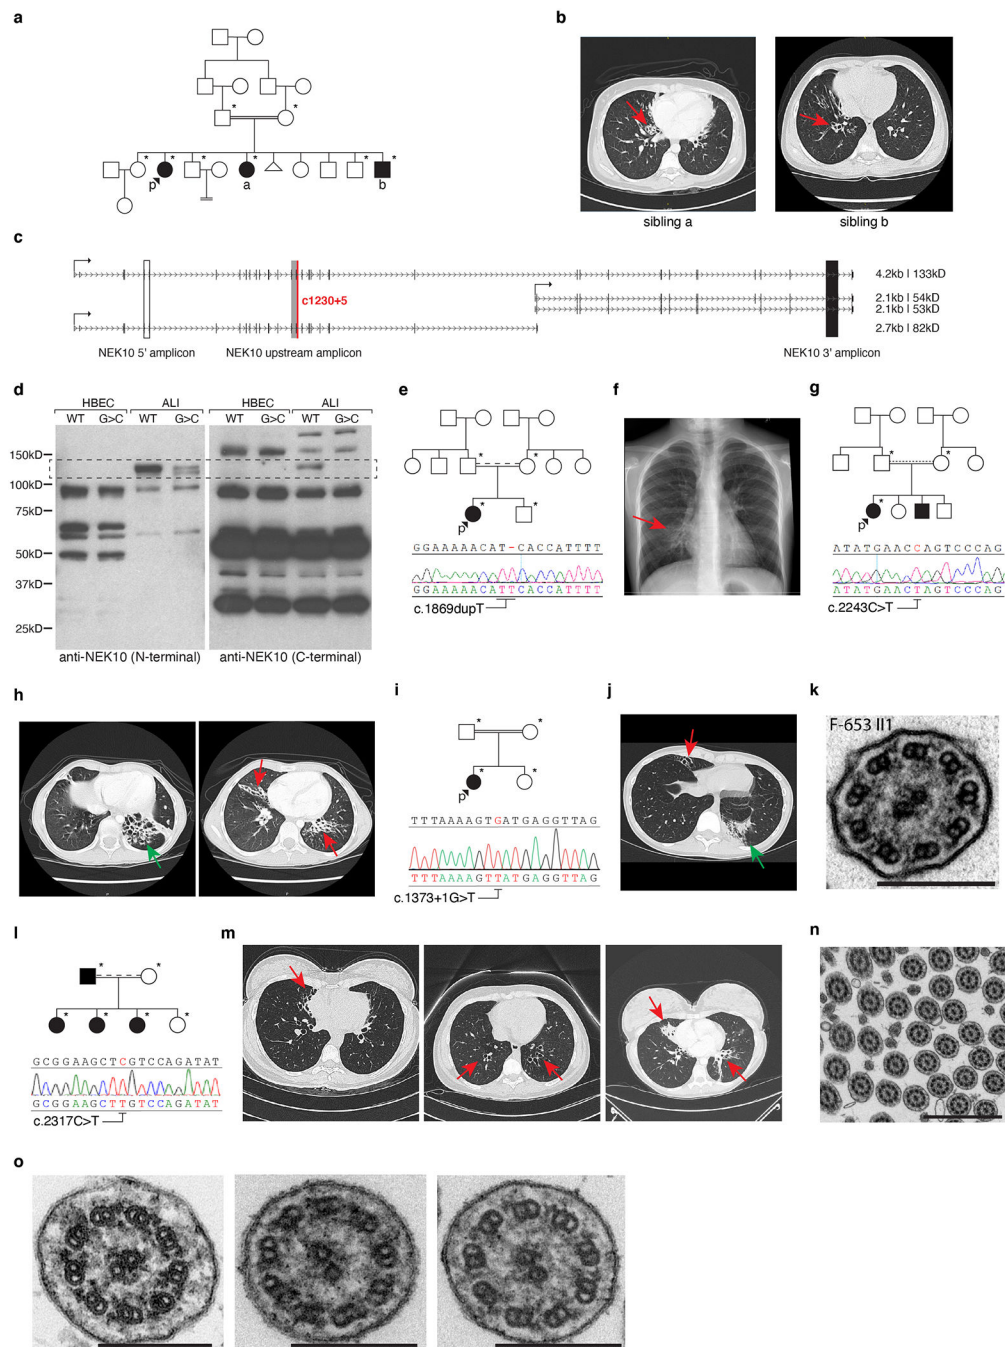 a
p
a
b
b
sibling a
sibling b
c
c1230+5
4.2kb | 133kD
2.1kb | 54kD
2.1kb | 53kD
2.7kb | 82kD
NEK10 5' amplicon
NEK10 upstream amplicon
NEK10 3' amplicon
d
HBEC ALI HBEC ALI
WT G>C WT G>C WT G>C WT G>C
150kD
100kD
75kD
50kD
37kD
25kD
anti-NEK10 (N-terminal) anti-NEK10 (C-terminal)
e
p
GGAAAAACAT-CACCATTTT
GGAAAAACATTCACCATTTT
c.1869dupT
f
g
p
ATATGAACCAGTCCCAG
ATATGAACTAGTCCCAG
c.2243C>T
h
i
p
TTTAAAAGTGATGAGGTTAG
TTTAAAAGTTATGAGGTTAG
c.1373+1G>T
j
k
F-653 II1
l
GCGGAAGCTCGTCCAGATAT
GCGGAAGCTTGTCCAGATAT
c.2317C>T
m
n
o